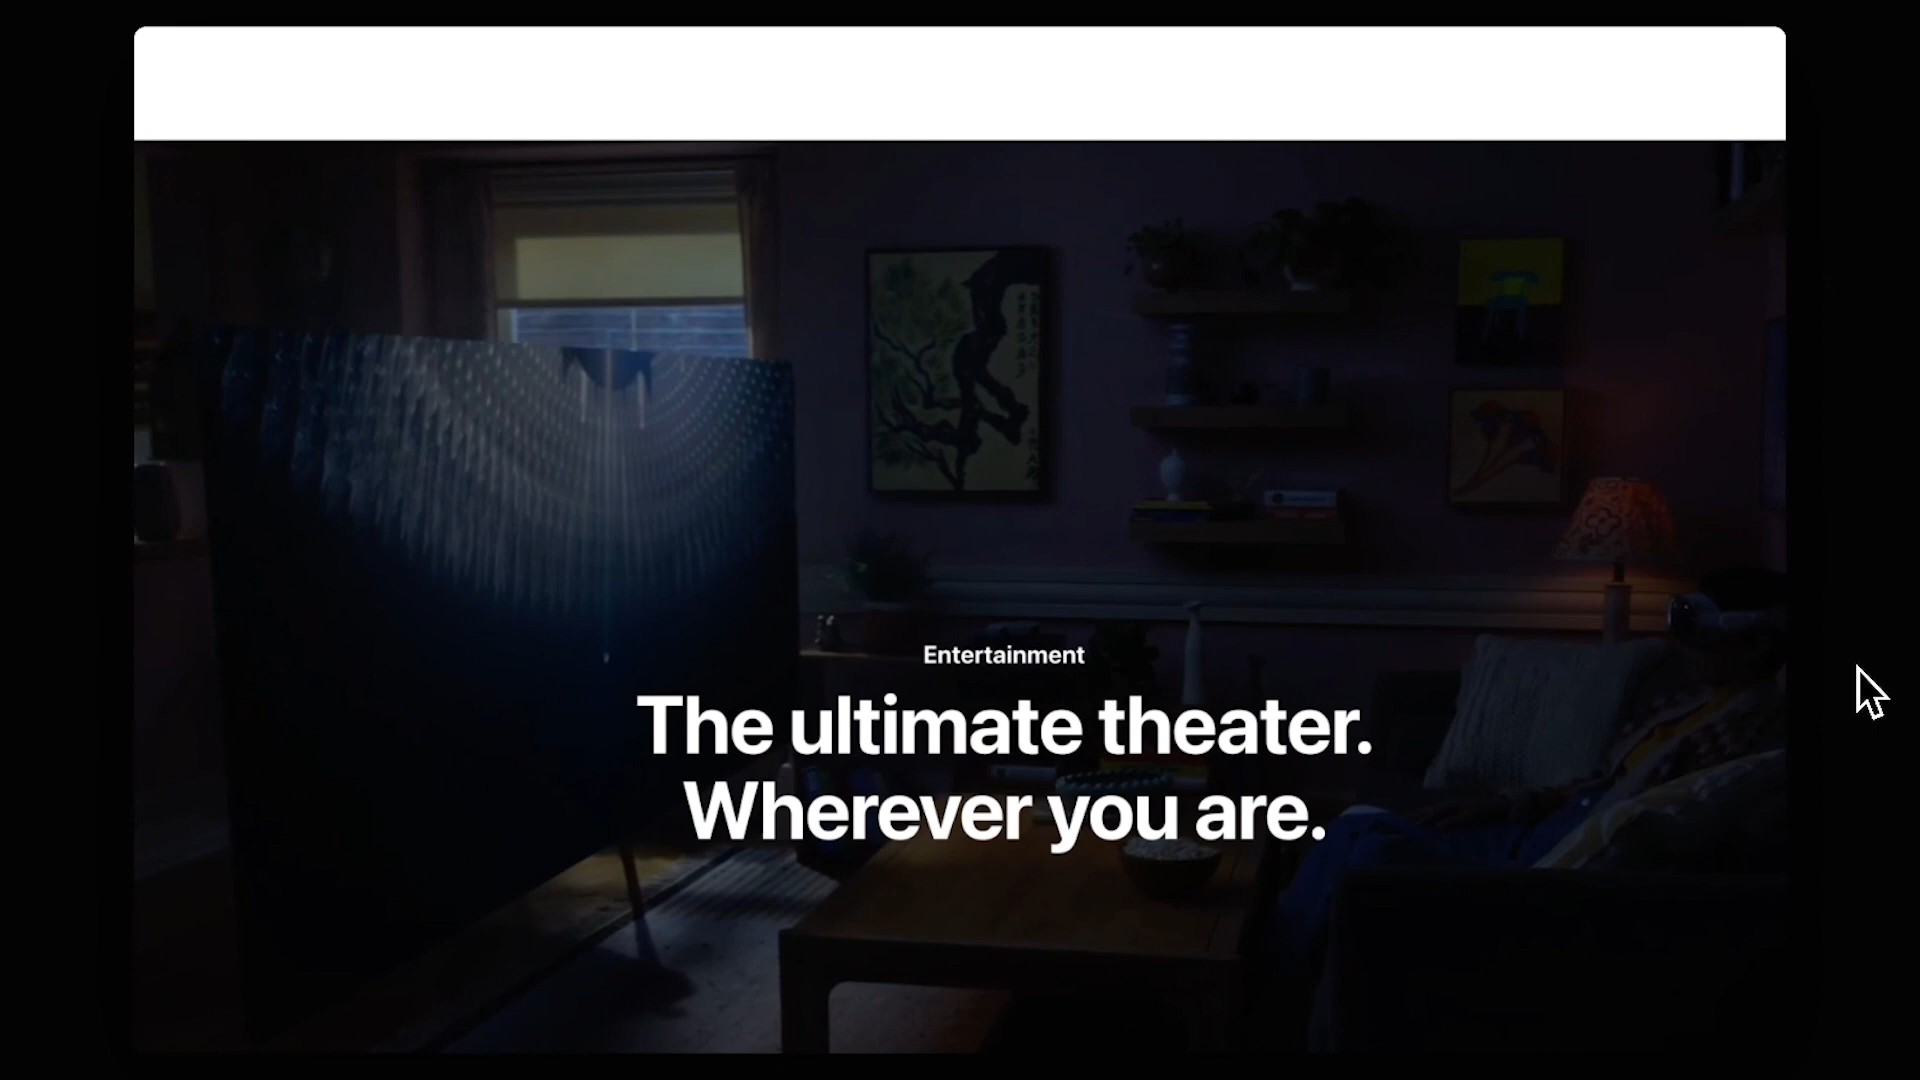 Entertainment
The ultimate theater.
Wherever you are.